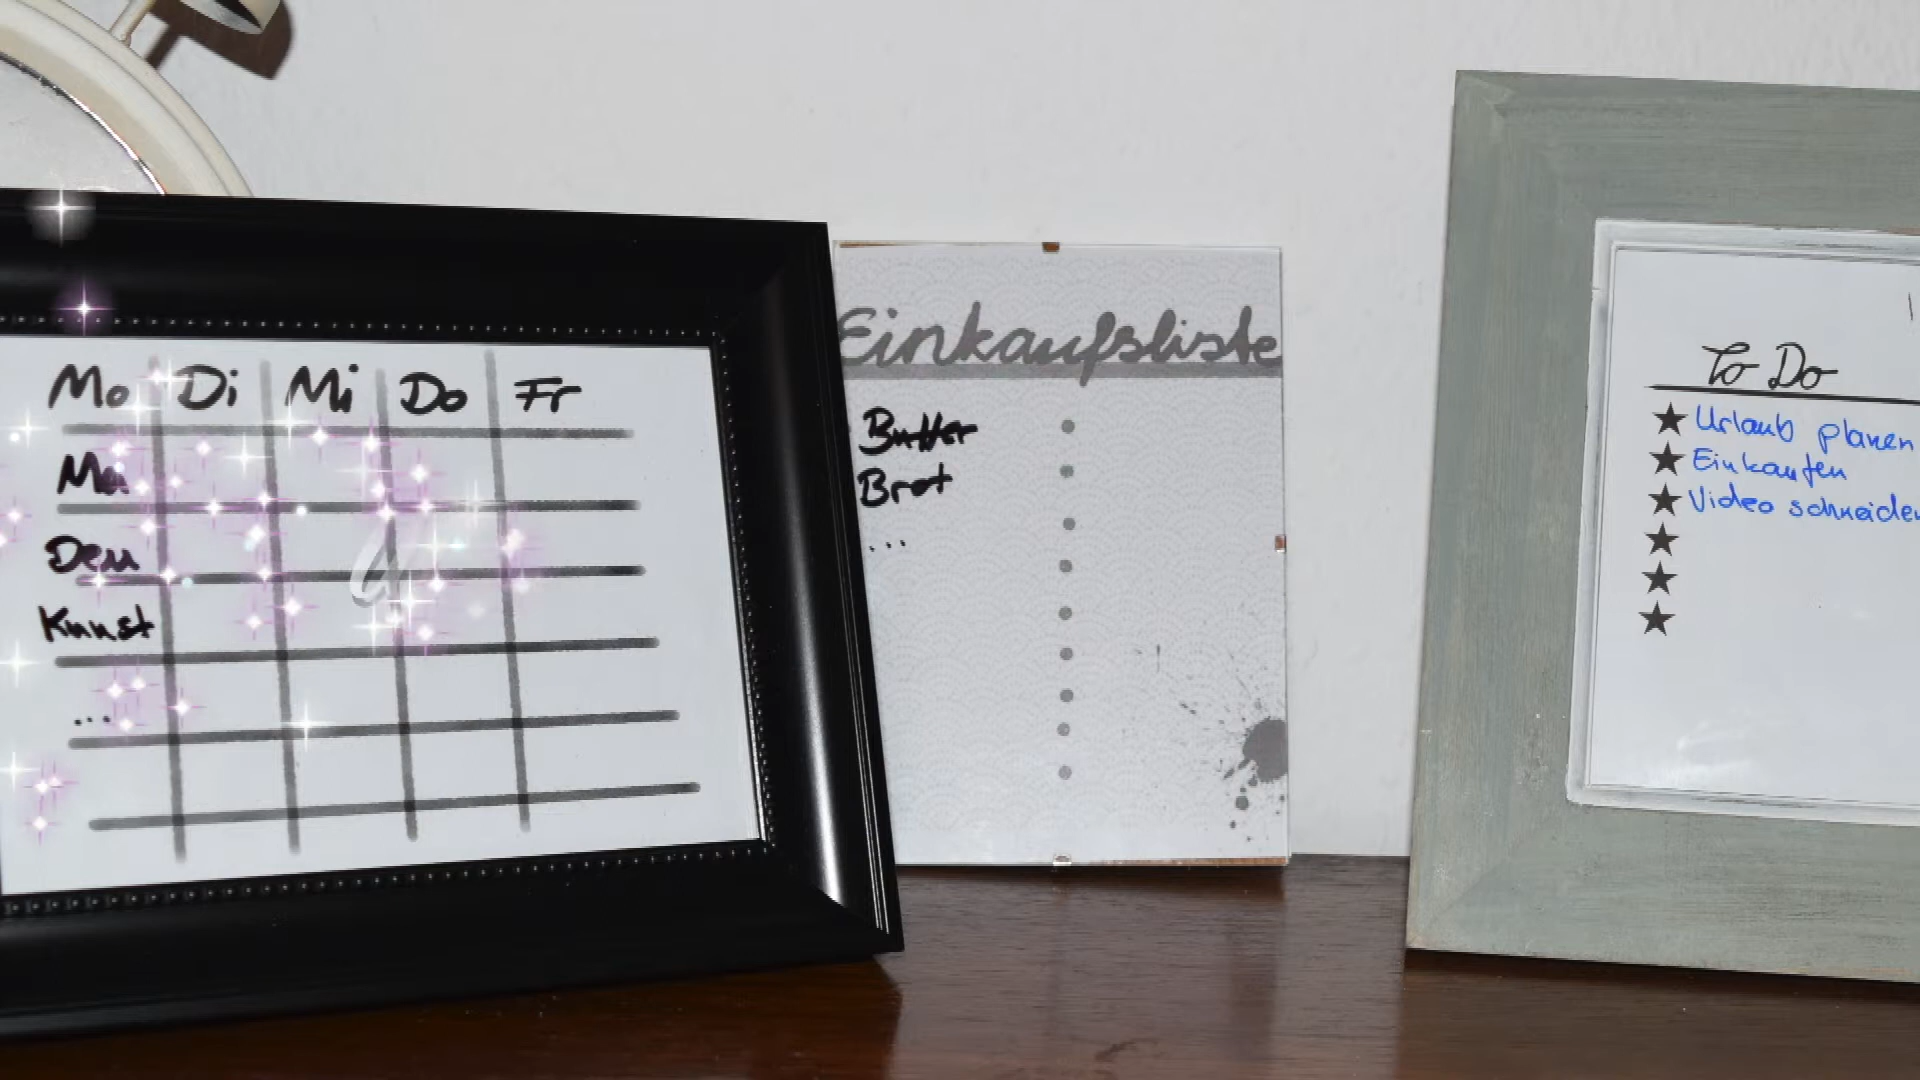 Mo Di Mi Do Fr
Ma
Deu
Kunst
...
Einkaufsliste
Butter
Brot
...
To Do
Urlaub planen
Einkaufen
Video schneiden